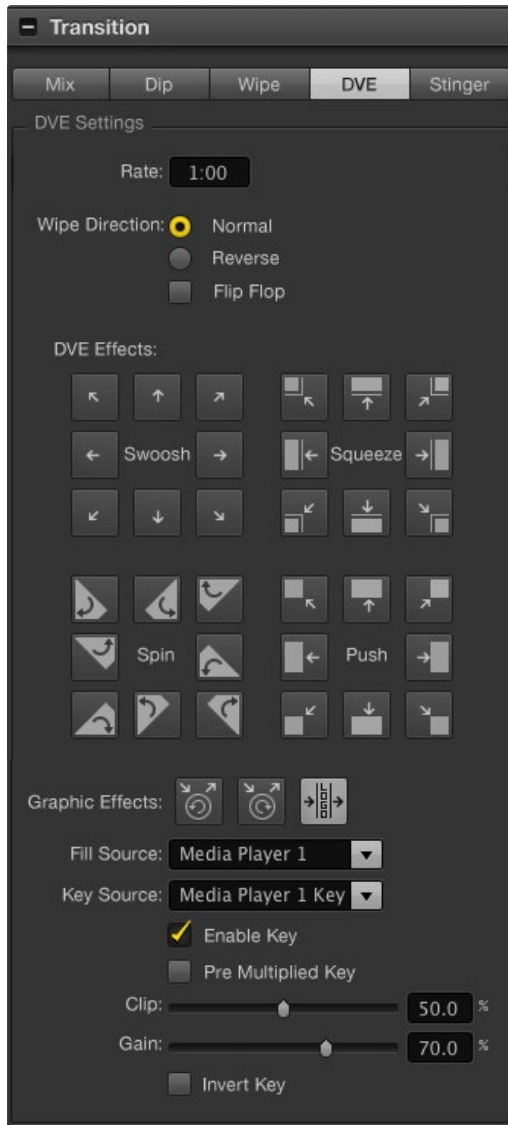 Transition
Mix Dip Wipe DVE Stinger
DVE Settings
Rate: 1:00
Wipe Direction: Normal
Reverse
Flip Flop
DVE Effects:
Swoosh Squeeze
Spin Push
LOGO
Graphic Effects:
Fill Source: Media Player 1
Key Source: Media Player 1 Key
Enable Key
Pre Multiplied Key
Clip: 50.0 %
Gain: 70.0 %
Invert Key